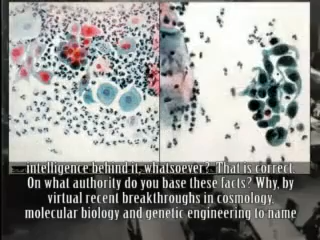 intelligence behind it, whatsoever? That is correct.
On what authority do you base these facts? Why, by
virtual recent breakthroughs in cosmology,
molecular biology and genetic engineering to name